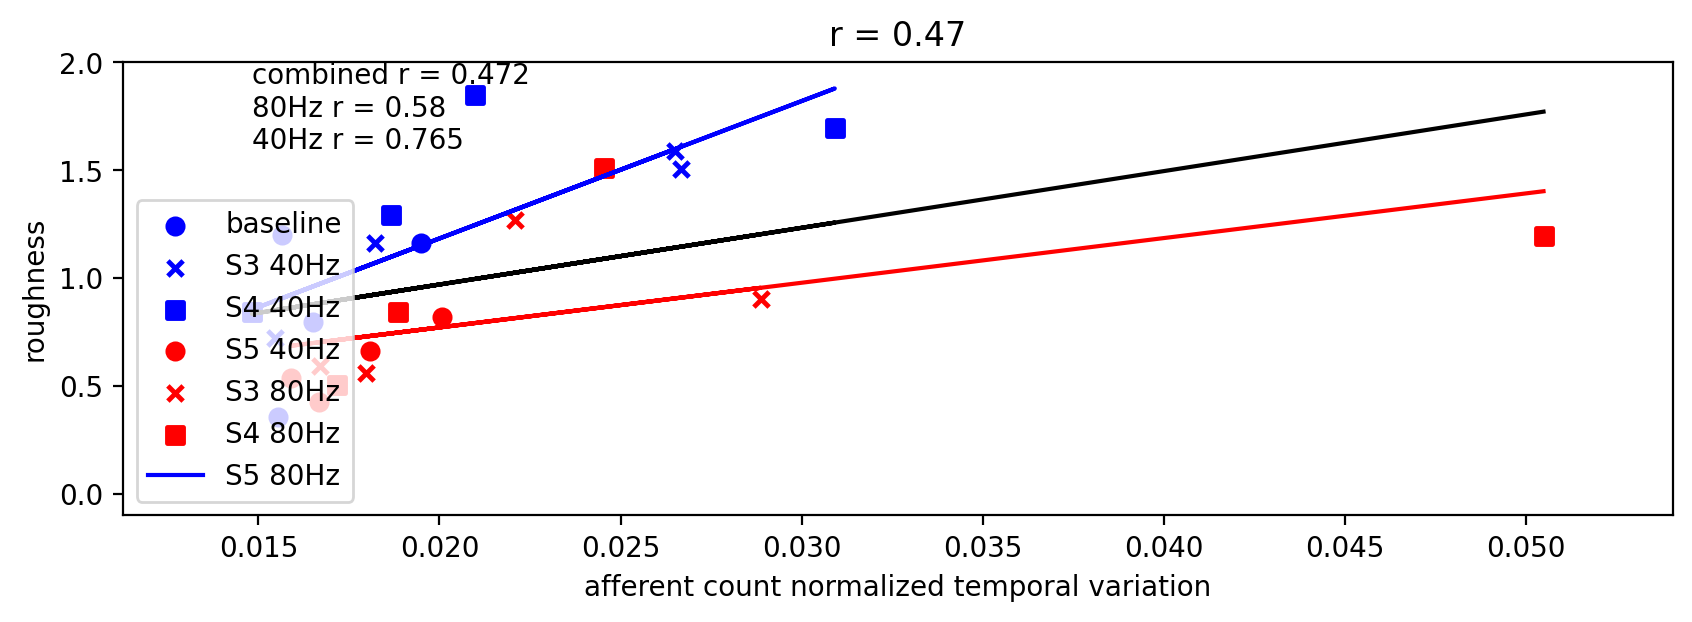 r = 0.47
combined r = 0.472
80Hz r = 0.58
40Hz r = 0.765
2.0
1.5
1.0
0.5
0.0
roughness
baseline
S3 40Hz
S4 40Hz
S5 40Hz
S3 80Hz
S4 80Hz
S5 80Hz
0.015 0.020 0.025 0.030 0.035 0.040 0.045 0.050
afferent count normalized temporal variation